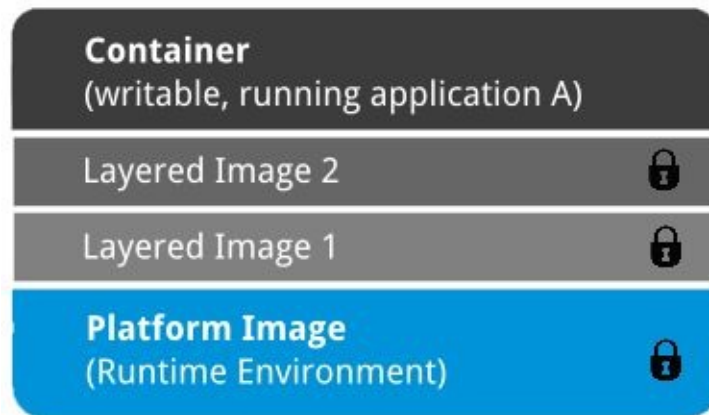 Container
(writable, running application A)
Layered Image 2
Layered Image 1
Platform Image
(Runtime Environment)